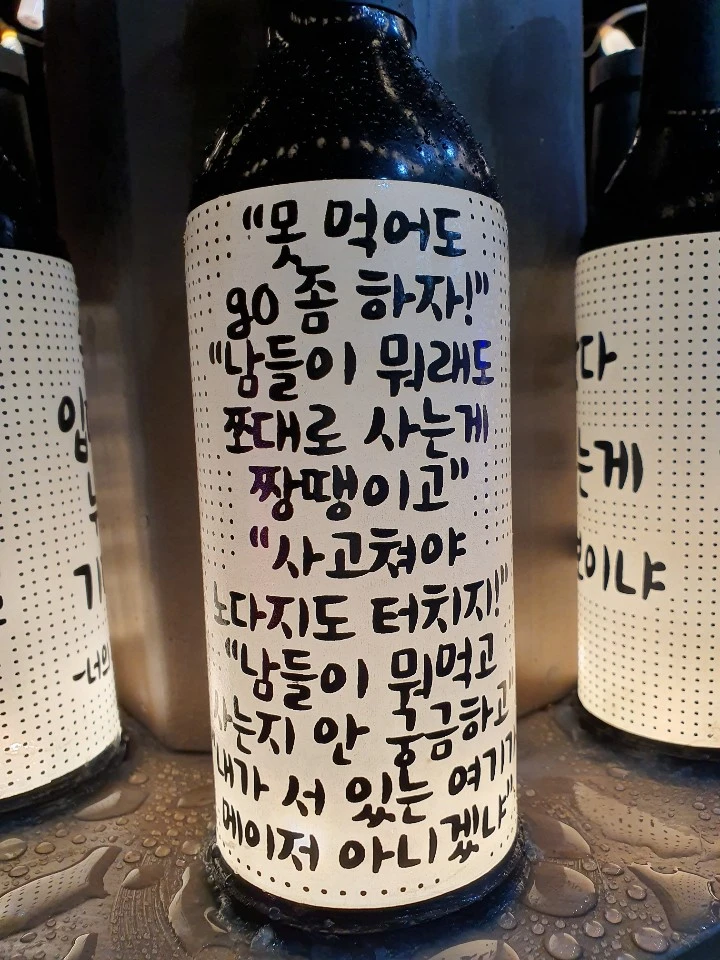 "못 먹어도
go 좀 하자!"
"남들이 뭐래도
쪼대로 사는게
짱땡이고"
"사고쳐야
노다지도 터치지!"
"남들이 뭘먹고
사는지 안 궁금하고"
"내가 서 있는 여기가
메이저 아니겠냐"